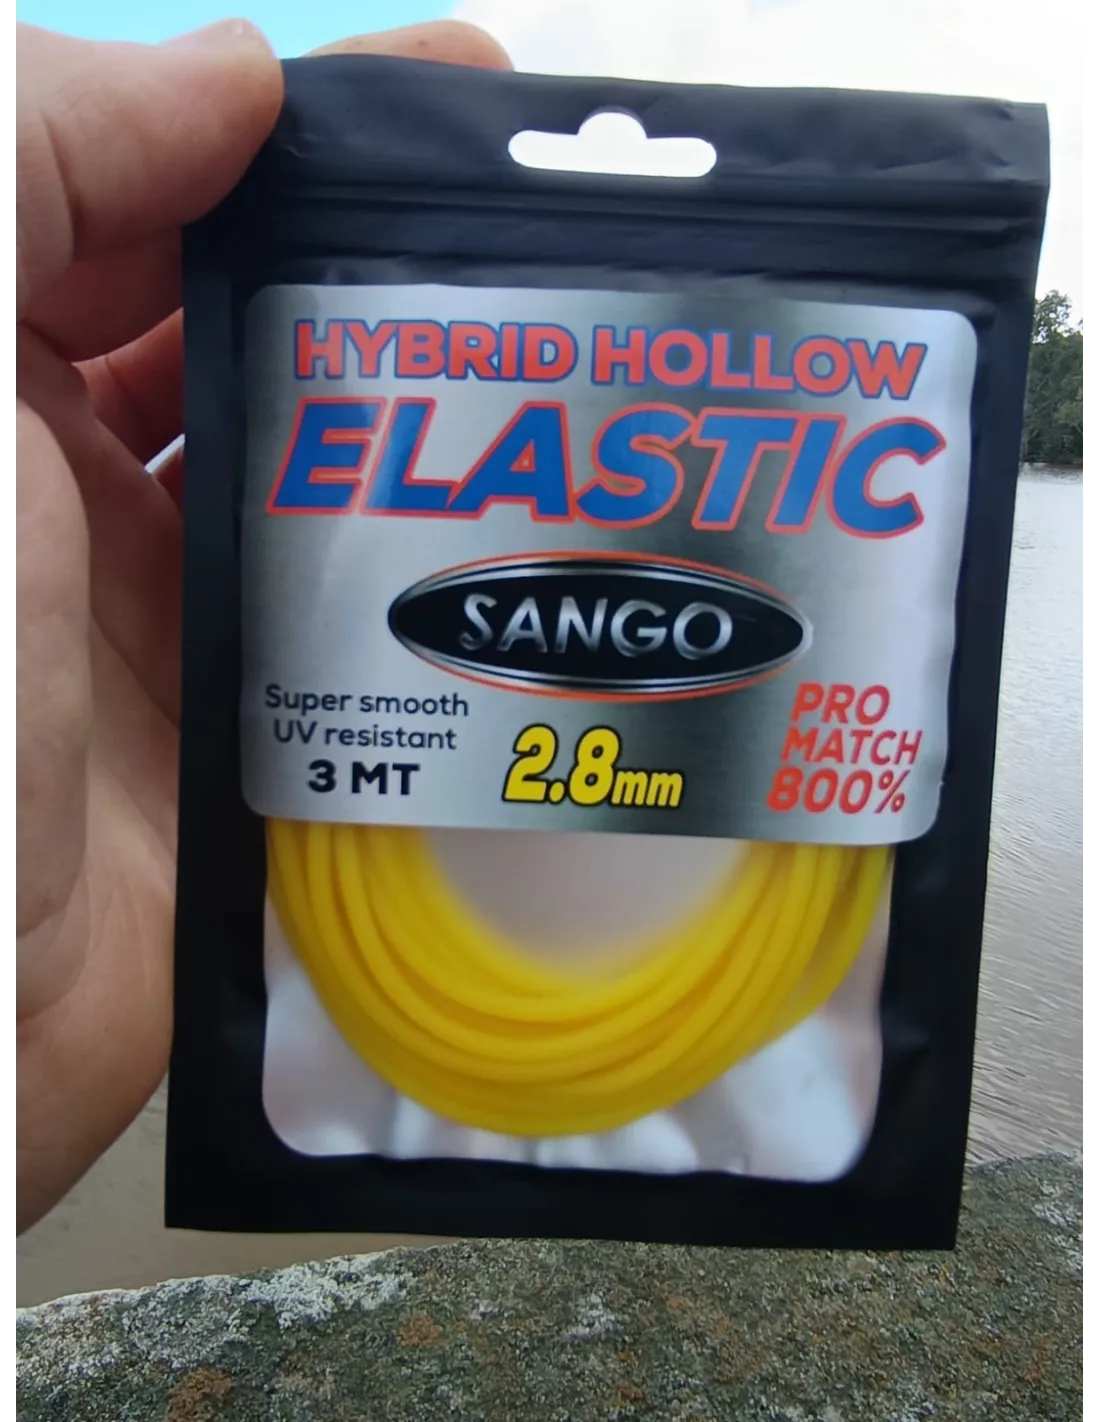 HYBRID HOLLOW
ELASTIC
SANGO
Super smooth
UV resistant
3 MT
2.8mm
PRO
MATCH
800%